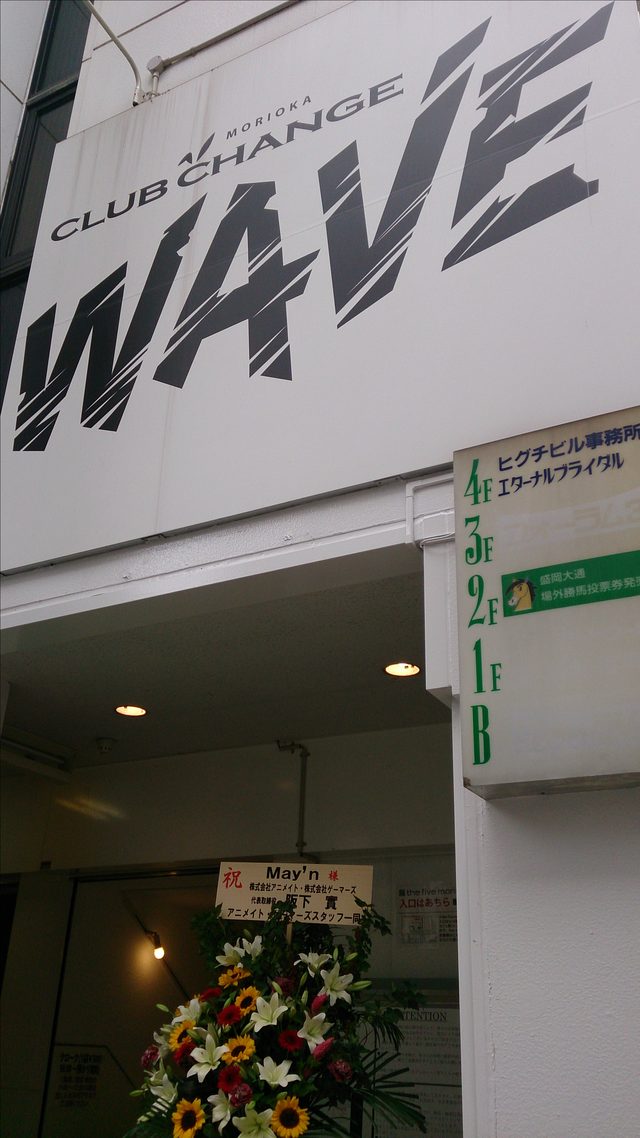 MORIOKA
CLUB CHANGE
WAVE
4F ヒグチビル事務所
エターナルブライダル
3F
2F 盛岡大通
場外勝馬投票券発
1F
B
祝 May'n 様
株式会社アニメイト・株式会社ゲーマーズ
代表取締役 阪下 實
アニメイト ーズスタッフ一同
the five mor
入口はあちら
TENTION